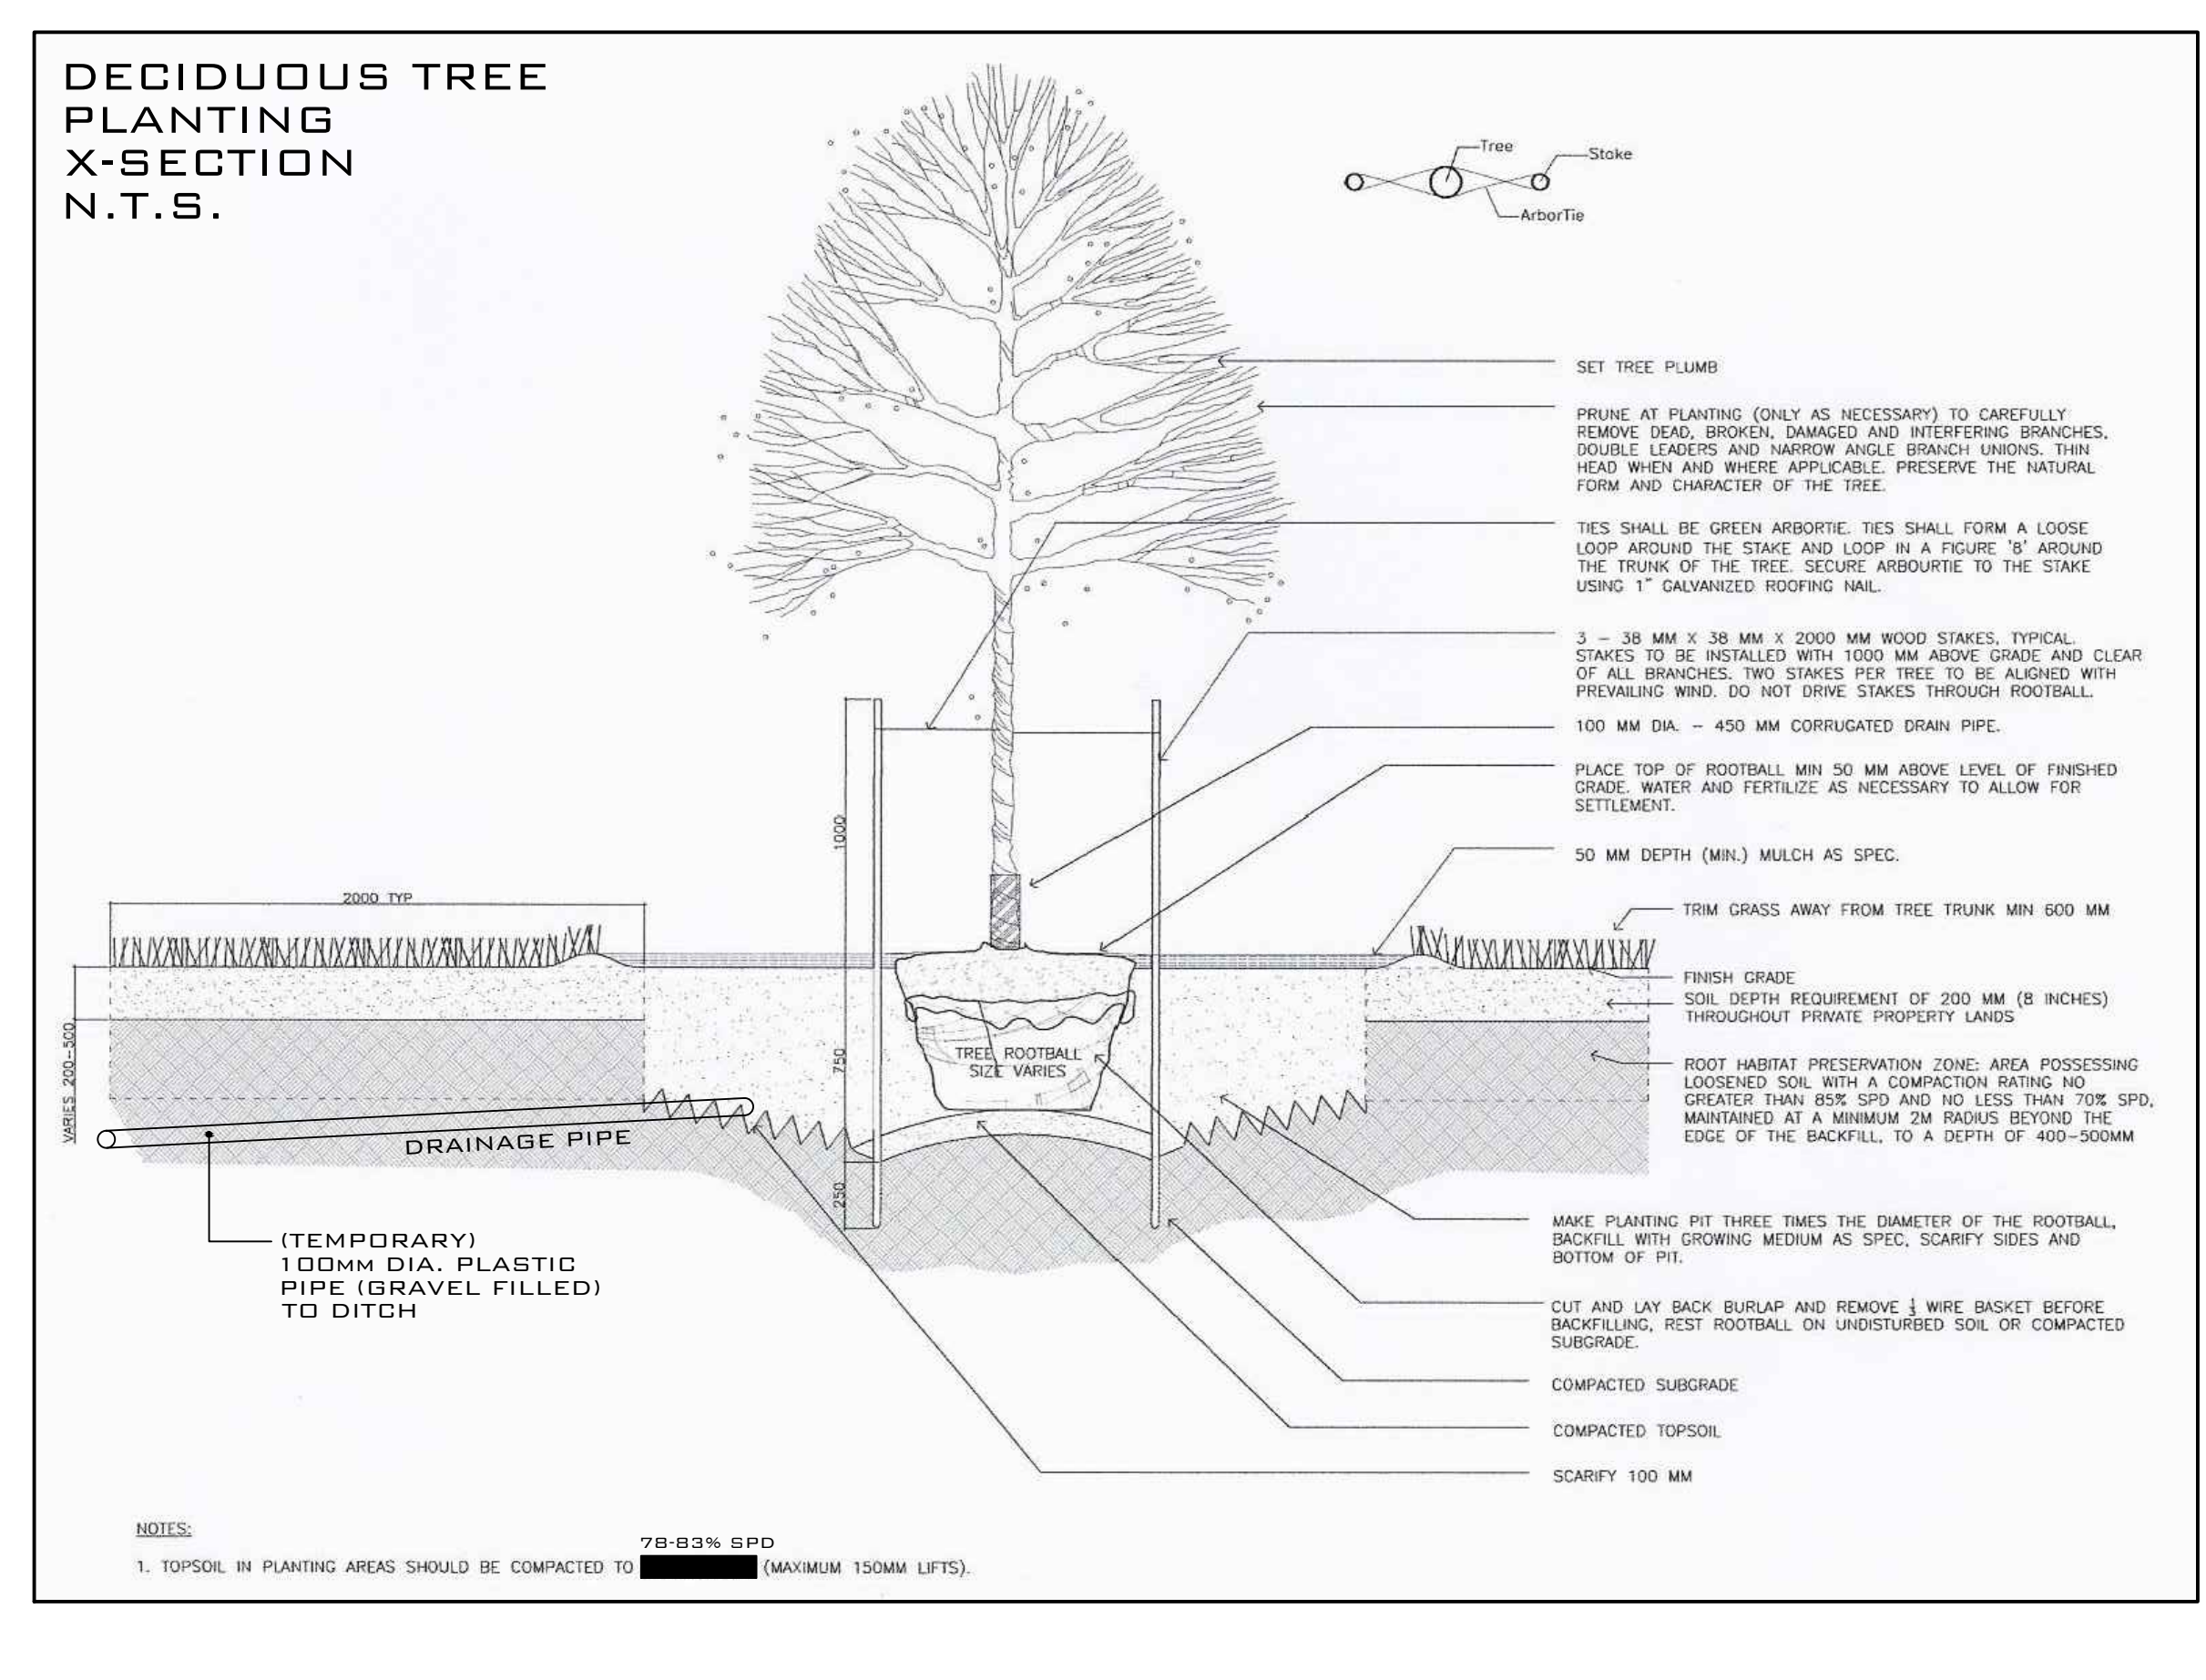 DECIDUOUS TREE
PLANTING
X-SECTION
N.T.S.
Tree
Stake
ArborTie
SET TREE PLUMB
PRUNE AT PLANTING (ONLY AS NECESSARY) TO CAREFULLY
REMOVE DEAD, BROKEN, DAMAGED AND INTERFERING BRANCHES,
DOUBLE LEADERS AND NARROW ANGLE BRANCH UNIONS. THIN
HEAD WHEN AND WHERE APPLICABLE. PRESERVE THE NATURAL
FORM AND CHARACTER OF THE TREE.
TIES SHALL BE GREEN ARBORTIE. TIES SHALL FORM A LOOSE
LOOP AROUND THE STAKE AND LOOP IN A FIGURE '8' AROUND
THE TRUNK OF THE TREE. SECURE ARBOURTIE TO THE STAKE
USING 1" GALVANIZED ROOFING NAIL.
3 – 38 MM X 38 MM X 2000 MM WOOD STAKES, TYPICAL.
STAKES TO BE INSTALLED WITH 1000 MM ABOVE GRADE AND CLEAR
OF ALL BRANCHES. TWO STAKES PER TREE TO BE ALIGNED WITH
PREVAILING WIND. DO NOT DRIVE STAKES THROUGH ROOTBALL.
100 MM DIA. – 450 MM CORRUGATED DRAIN PIPE.
PLACE TOP OF ROOTBALL MIN 50 MM ABOVE LEVEL OF FINISHED
GRADE. WATER AND FERTILIZE AS NECESSARY TO ALLOW FOR
SETTLEMENT.
50 MM DEPTH (MIN.) MULCH AS SPEC.
TRIM GRASS AWAY FROM TREE TRUNK MIN 600 MM
FINISH GRADE
SOIL DEPTH REQUIREMENT OF 200 MM (8 INCHES)
THROUGHOUT PRIVATE PROPERTY LANDS
ROOT HABITAT PRESERVATION ZONE: AREA POSSESSING
LOOSENED SOIL WITH A COMPACTION RATING NO
GREATER THAN 85% SPD AND NO LESS THAN 70% SPD,
MAINTAINED AT A MINIMUM 2M RADIUS BEYOND THE
EDGE OF THE BACKFILL, TO A DEPTH OF 400–500MM
MAKE PLANTING PIT THREE TIMES THE DIAMETER OF THE ROOTBALL,
BACKFILL WITH GROWING MEDIUM AS SPEC, SCARIFY SIDES AND
BOTTOM OF PIT.
CUT AND LAY BACK BURLAP AND REMOVE ⅓ WIRE BASKET BEFORE
BACKFILLING, REST ROOTBALL ON UNDISTURBED SOIL OR COMPACTED
SUBGRADE.
COMPACTED SUBGRADE
COMPACTED TOPSOIL
SCARIFY 100 MM
2000 TYP
1000
750
250
VARIES 200–500
TREE ROOTBALL
SIZE VARIES
DRAINAGE PIPE
(TEMPORARY)
100MM DIA. PLASTIC
PIPE (GRAVEL FILLED)
TO DITCH
NOTES:
78-83% SPD
1. TOPSOIL IN PLANTING AREAS SHOULD BE COMPACTED TO (MAXIMUM 150MM LIFTS).